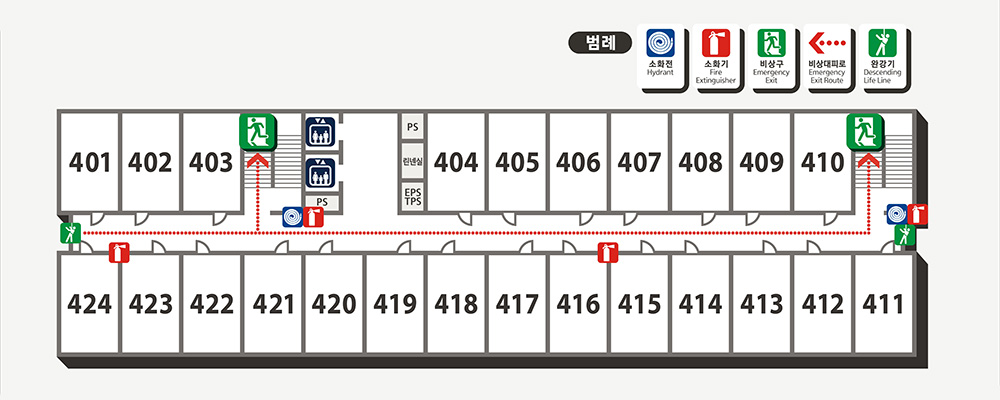 범례
소화전
Hydrant
소화기
Fire
Extinguisher
비상구
Emergency
Exit
비상대피로
Emergency
Exit Route
완강기
Descending
Life Line
401 402 403
PS
PS
린넨실
EPS
TPS
404 405 406 407 408 409 410
424 423 422 421 420 419 418 417 416 415 414 413 412 411